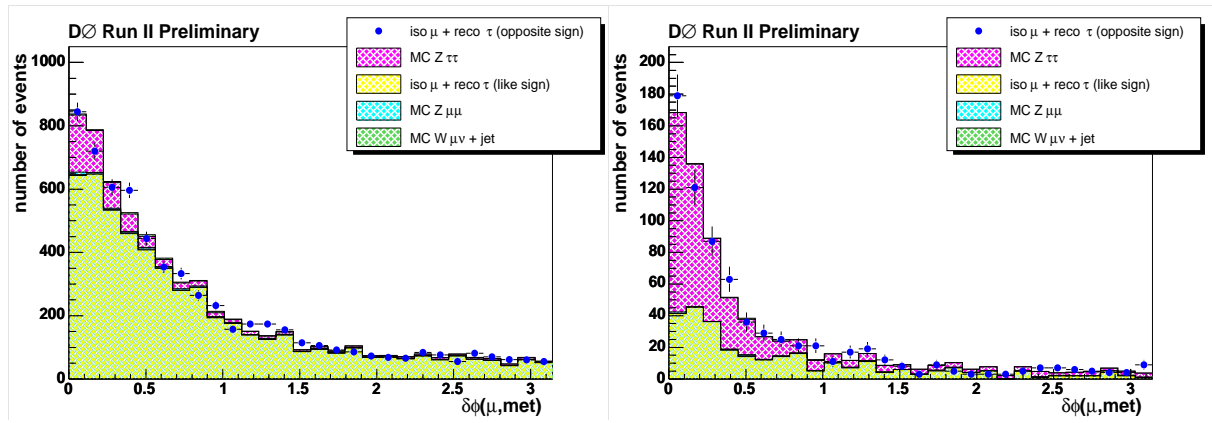 DØ Run II Preliminary
iso μ + reco τ (opposite sign)
MC Z ττ
iso μ + reco τ (like sign)
MC Z μμ
MC W μν + jet
number of events
1000
800
600
400
200
0
0 0.5 1 1.5 2 2.5 3
δϕ(μ,met)
DØ Run II Preliminary
iso μ + reco τ (opposite sign)
MC Z ττ
iso μ + reco τ (like sign)
MC Z μμ
MC W μν + jet
number of events
200
180
160
140
120
100
80
60
40
20
0
0 0.5 1 1.5 2 2.5 3
δϕ(μ,met)